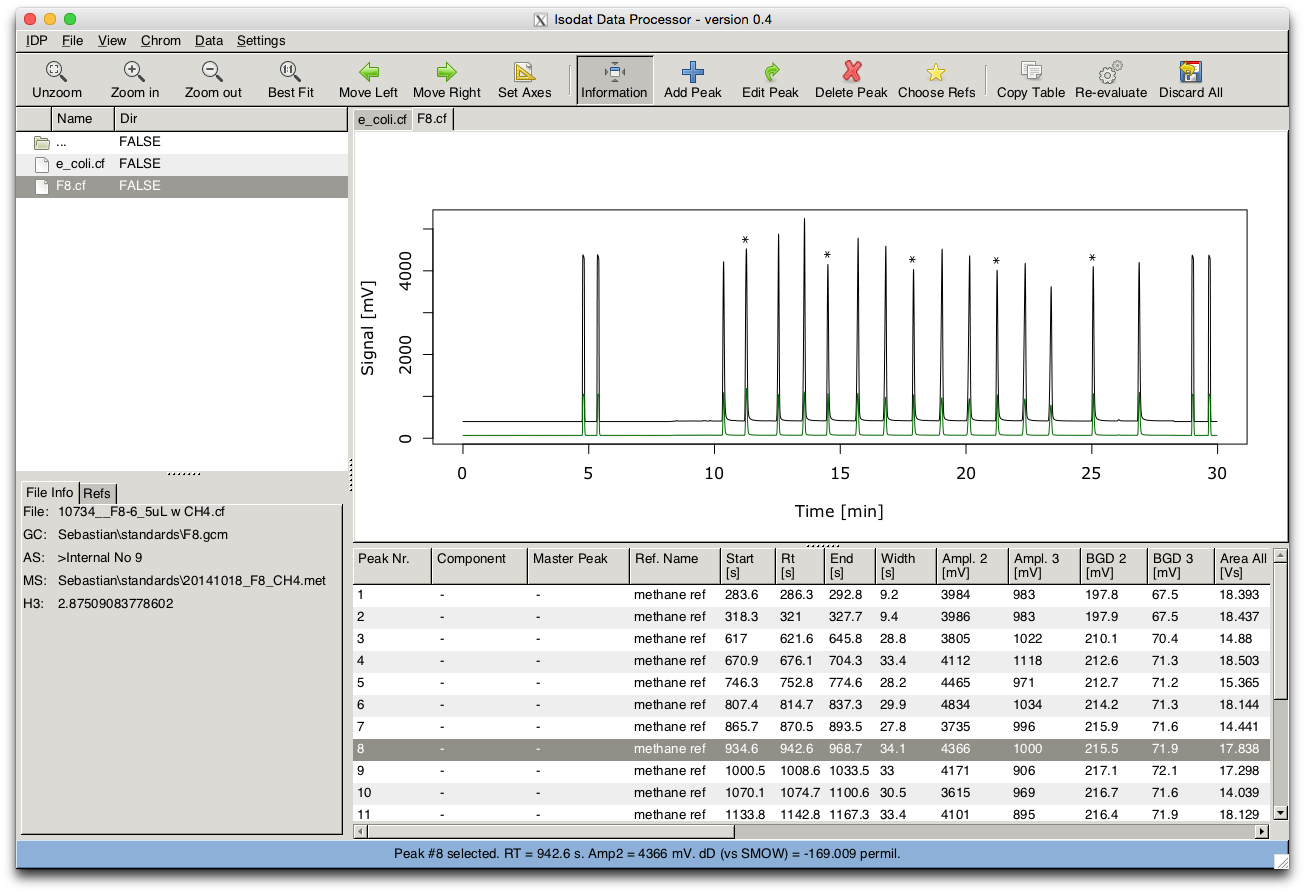 Isodat Data Processor - version 0.4
IDP File View Chrom Data Settings
Unzoom Zoom in Zoom out Best Fit Move Left Move Right Set Axes Information Add Peak Edit Peak Delete Peak Choose Refs Copy Table Re-evaluate Discard All
Name Dir
... FALSE
e_coli.cf FALSE
F8.cf FALSE
File Info Refs
File: 10734__F8-6_5uL w CH4.cf
GC: Sebastian\standards\F8.gcm
AS: >Internal No 9
MS: Sebastian\standards\20141018_F8_CH4.met
H3: 2.87509083778602
e_coli.cf F8.cf
* * * * *
Signal [mV]
4000
2000
0
0 5 10 15 20 25 30
Time [min]
Peak Nr. Component Master Peak Ref. Name Start [s] Rt [s] End [s] Width [s] Ampl. 2 [mV] Ampl. 3 [mV] BGD 2 [mV] BGD 3 [mV] Area All [Vs]
1 - - methane ref 283.6 286.3 292.8 9.2 3984 983 197.8 67.5 18.393
2 - - methane ref 318.3 321 327.7 9.4 3986 983 197.9 67.5 18.437
3 - - methane ref 617 621.6 645.8 28.8 3805 1022 210.1 70.4 14.88
4 - - methane ref 670.9 676.1 704.3 33.4 4112 1118 212.6 71.3 18.503
5 - - methane ref 746.3 752.8 774.6 28.2 4465 971 212.7 71.2 15.365
6 - - methane ref 807.4 814.7 837.3 29.9 4834 1034 214.2 71.3 18.144
7 - - methane ref 865.7 870.5 893.5 27.8 3735 996 215.9 71.6 14.441
8 - - methane ref 934.6 942.6 968.7 34.1 4366 1000 215.5 71.9 17.838
9 - - methane ref 1000.5 1008.6 1033.5 33 4171 906 217.1 72.1 17.298
10 - - methane ref 1070.1 1074.7 1100.6 30.5 3615 969 216.7 71.6 14.039
11 - - methane ref 1133.8 1142.8 1167.3 33.4 4101 895 216.4 71.9 18.129
Peak #8 selected. RT = 942.6 s. Amp2 = 4366 mV. dD (vs SMOW) = -169.009 permil.